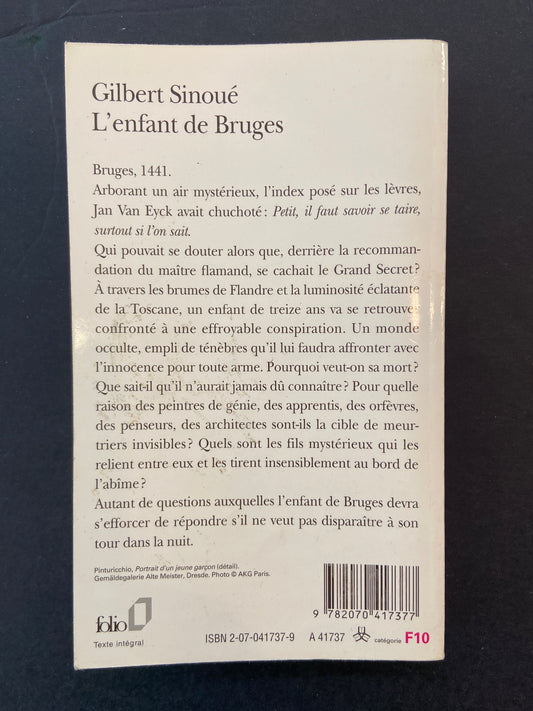 Gilbert Sinoué
L'enfant de Bruges
Bruges, 1441.
Arborant un air mystérieux, l'index posé sur les lèvres,
Jan Van Eyck avait chuchoté : Petit, il faut savoir se taire,
surtout si l'on sait.
Qui pouvait se douter alors que, derrière la recomman-
dation du maître flamand, se cachait le Grand Secret ?
À travers les brumes de Flandre et la luminosité éclatante
de la Toscane, un enfant de treize ans va se retrouver
confronté à une effroyable conspiration. Un monde
occulte, empli de ténèbres qu'il lui faudra affronter avec
l'innocence pour toute arme. Pourquoi veut-on sa mort ?
Que sait-il qu'il n'aurait jamais dû connaître ? Pour quelle
raison des peintres de génie, des apprentis, des orfèvres,
des penseurs, des architectes sont-ils la cible de meur-
triers invisibles ? Quels sont les fils mystérieux qui les
relient entre eux et les tirent insensiblement au bord de
l'abîme ?
Autant de questions auxquelles l'enfant de Bruges devra
s'efforcer de répondre s'il ne veut pas disparaître à son
tour dans la nuit.
Pinturicchio, Portrait d'un jeune garçon (détail).
Gemäldegalerie Alte Meister, Dresde. Photo © AKG Paris.
9 782070 417377
folio
Texte intégral
ISBN 2-07-041737-9 A 41737 catégorie F10